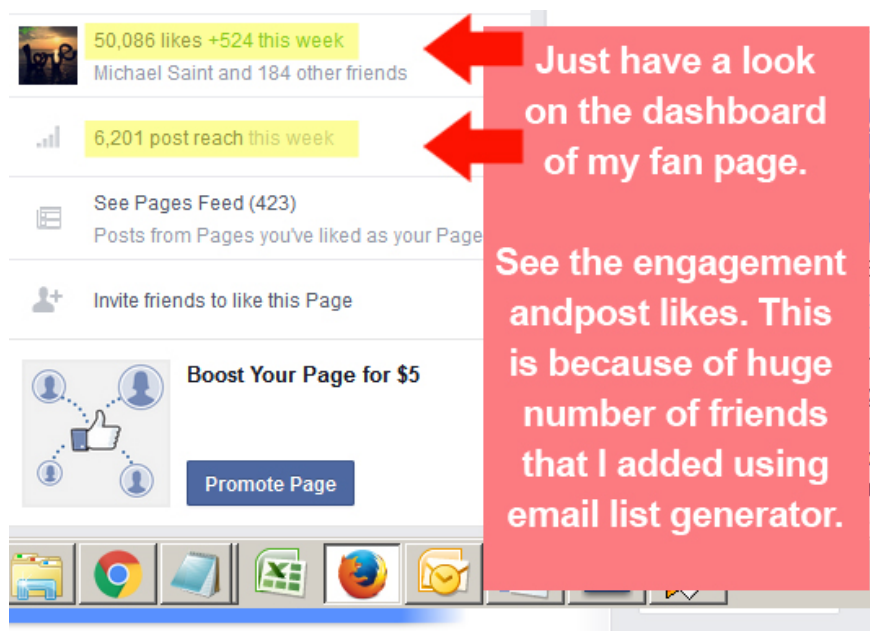 50,086 likes +524 this week
Michael Saint and 184 other friends
6,201 post reach this week
See Pages Feed (423)
Posts from Pages you've liked as your Page
Invite friends to like this Page
Boost Your Page for $5
Promote Page
Just have a look
on the dashboard
of my fan page.
See the engagement
andpost likes. This
is because of huge
number of friends
that I added using
email list generator.